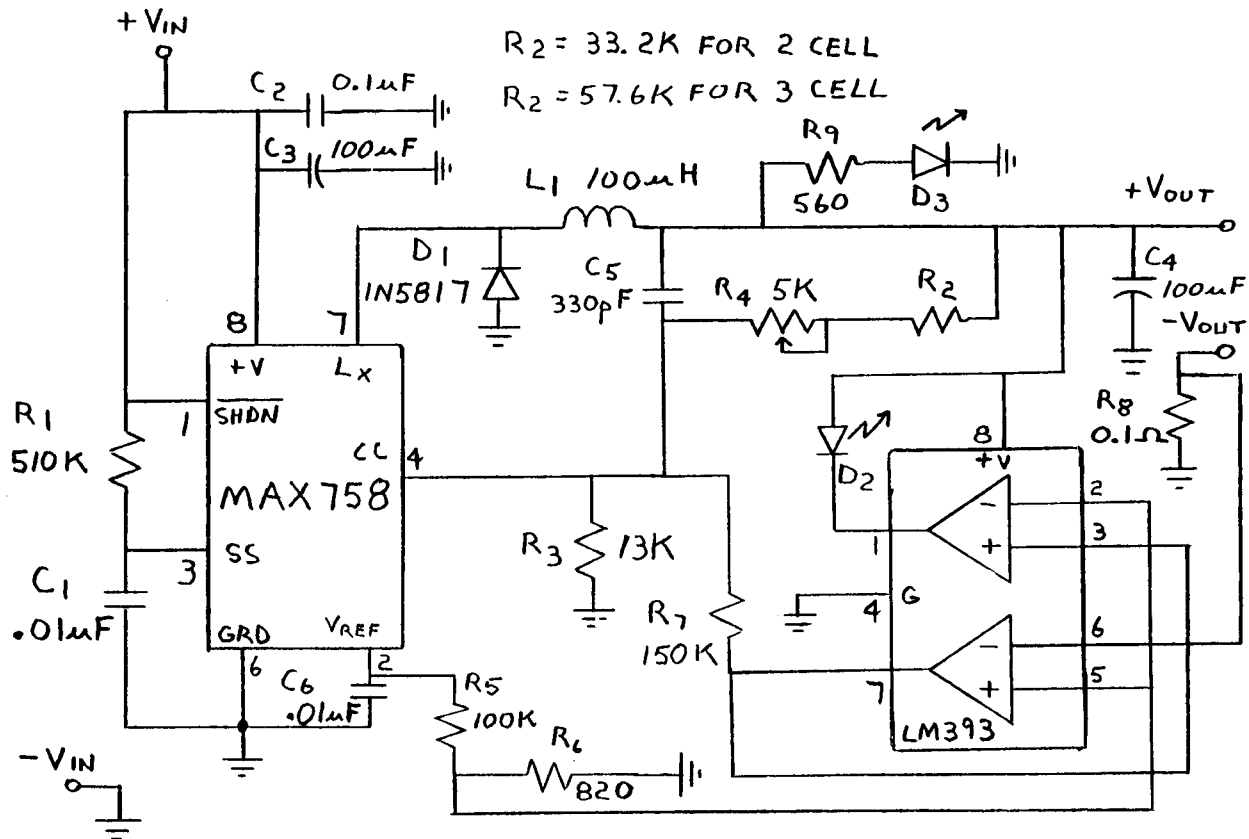 +VIN
R2 = 33.2K FOR 2 CELL
R2 = 57.6K FOR 3 CELL
C2
0.1uF
C3
100uF
R9
560
D3
L1
100uH
+VOUT
D1
1N5817
C5
330pF
R4
5K
R2
C4
100uF
-VOUT
8
7
+V
LX
R1
510K
1
SHDN
CC
4
MAX758
3
SS
C1
.01uF
GRD
VREF
6
2
C6
.01uF
R3
13K
R7
150K
R5
100K
R6
820
D2
R8
0.1Ω
8
+V
-
2
1
+
3
4
G
-
6
7
+
5
LM393
-VIN